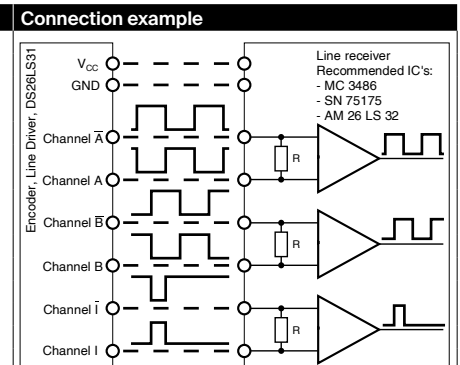 Connection example
Encoder, Line Driver, DS26LS31
V_CC
GND
Channel A̅
Channel A
Channel B̅
Channel B
Channel I̅
Channel I
Line receiver
Recommended IC's:
- MC 3486
- SN 75175
- AM 26 LS 32
R
R
R